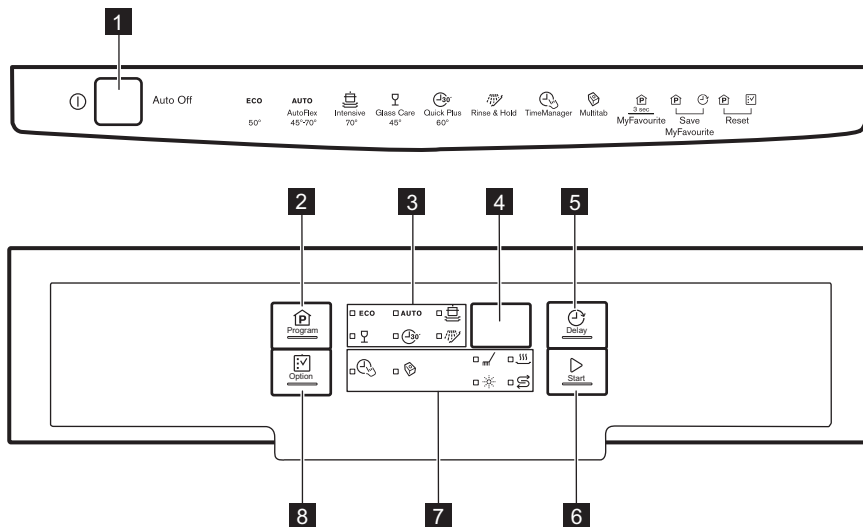 1
Auto Off
ECO AUTO
50° AutoFlex 45°-70° Intensive 70° Glass Care 45° 30' Quick Plus 60° Rinse & Hold TimeManager Multitab P 3 sec MyFavourite P Save MyFavourite P Reset
2 3 4 5
P Program
ECO AUTO
30'
Delay
Option
Start
8 7 6